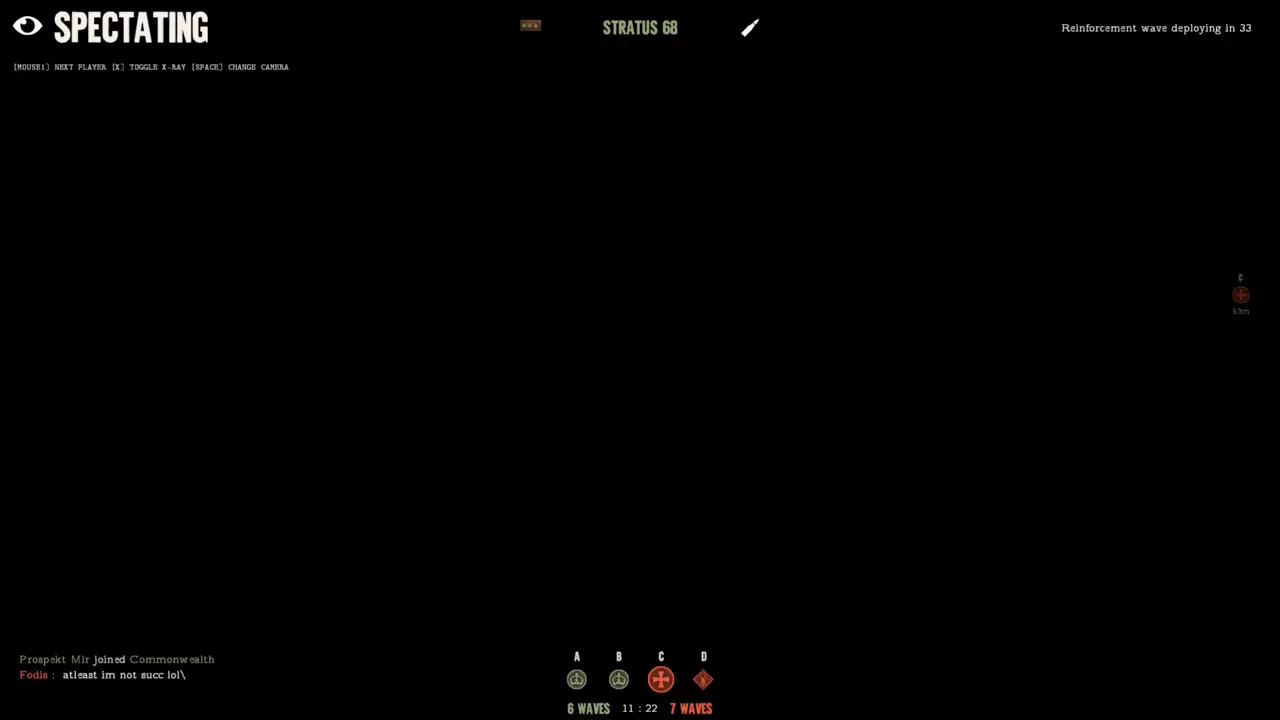 SPECTATING
STRATUS 68
Reinforcement wave deploying in 33
[MOUSE1] NEXT PLAYER [X] TOGGLE X-RAY [SPACE] CHANGE CAMERA
C
53m
Prospekt Mir joined Commonwealth
Fodis : atleast im not succ lol\
A B C D
6 WAVES 11 : 22 7 WAVES